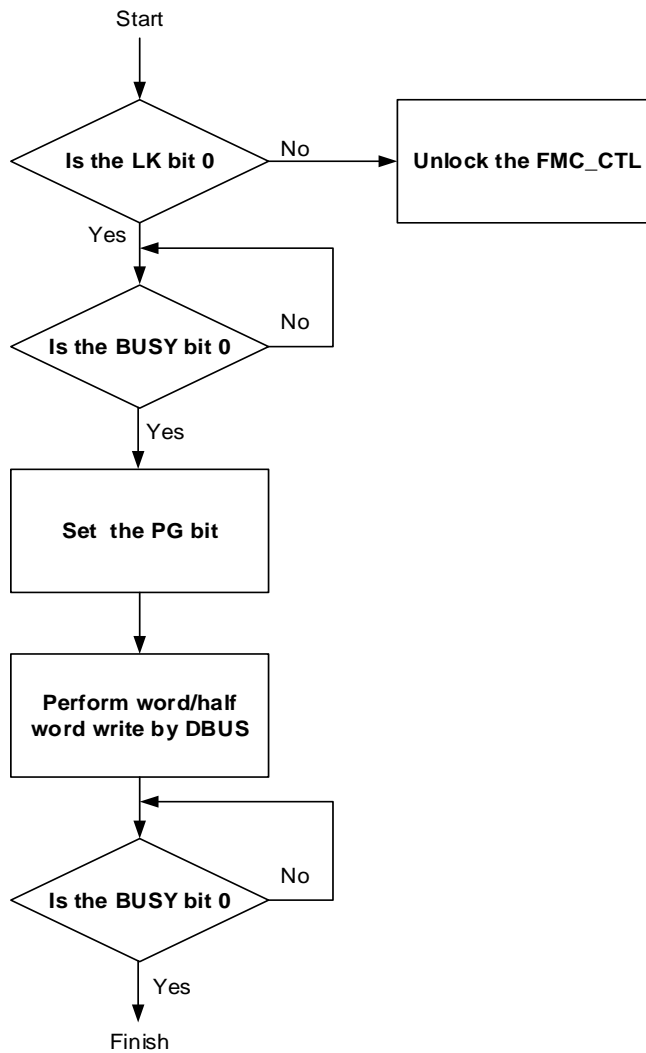 Start
Is the LK bit 0
No
Unlock the FMC_CTL
Yes
Is the BUSY bit 0
No
Yes
Set the PG bit
Perform word/half
word write by DBUS
Is the BUSY bit 0
No
Yes
Finish